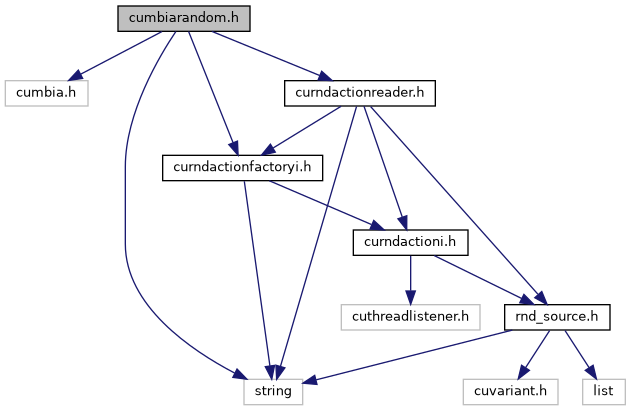 cumbiarandom.h
cumbia.h
curndactionreader.h
curndactionfactoryi.h
curndactioni.h
cuthreadlistener.h
rnd_source.h
string
cuvariant.h
list